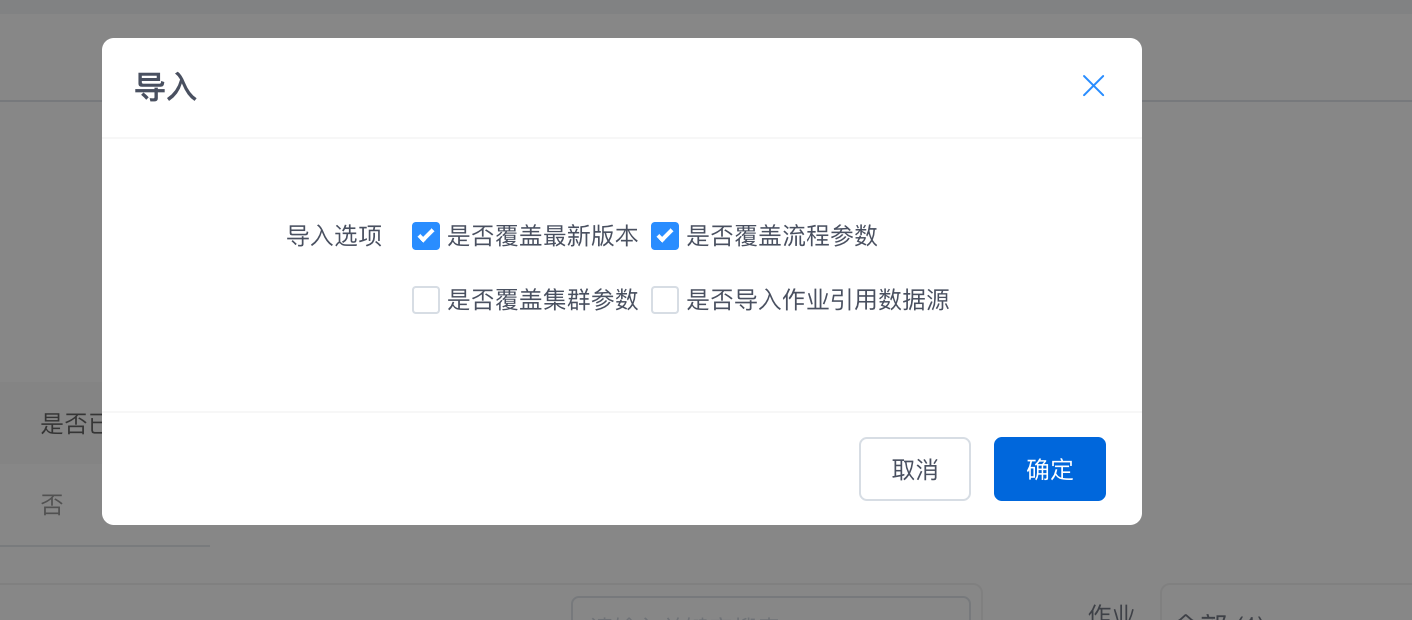 导入
导入选项 是否覆盖最新版本 是否覆盖流程参数
是否覆盖集群参数 是否导入作业引用数据源
是否已
取消 确定
否
作业